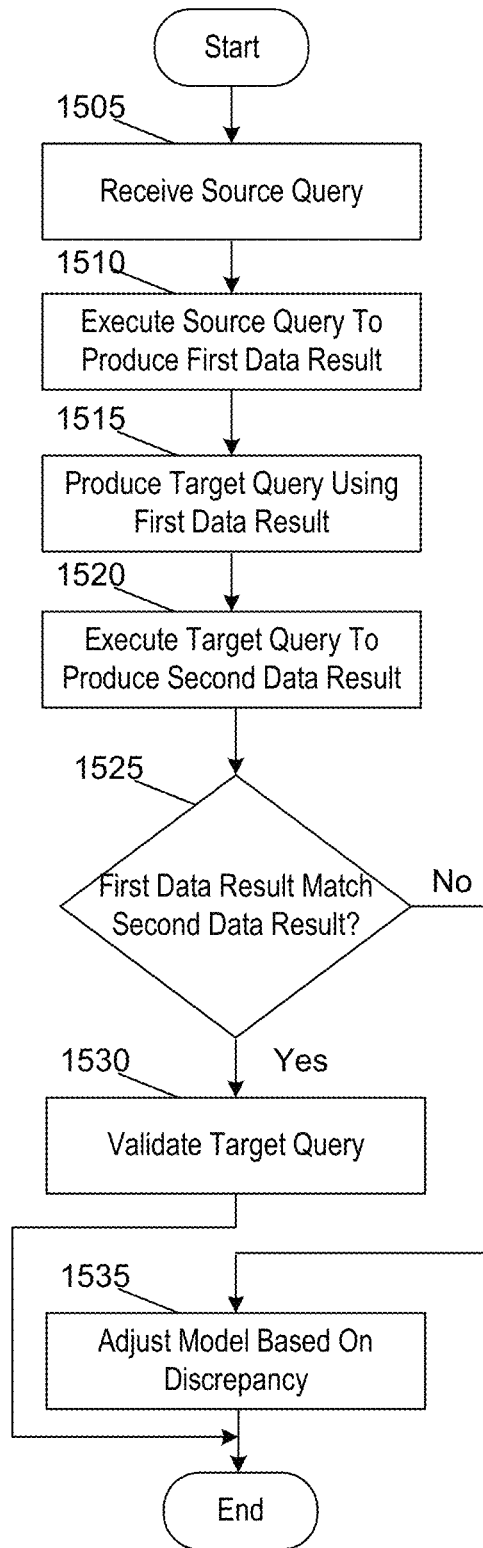 Start
1505
Receive Source Query
1510
Execute Source Query To
Produce First Data Result
1515
Produce Target Query Using
First Data Result
1520
Execute Target Query To
Produce Second Data Result
1525
First Data Result Match
Second Data Result?
No
Yes
1530
Validate Target Query
1535
Adjust Model Based On
Discrepancy
End